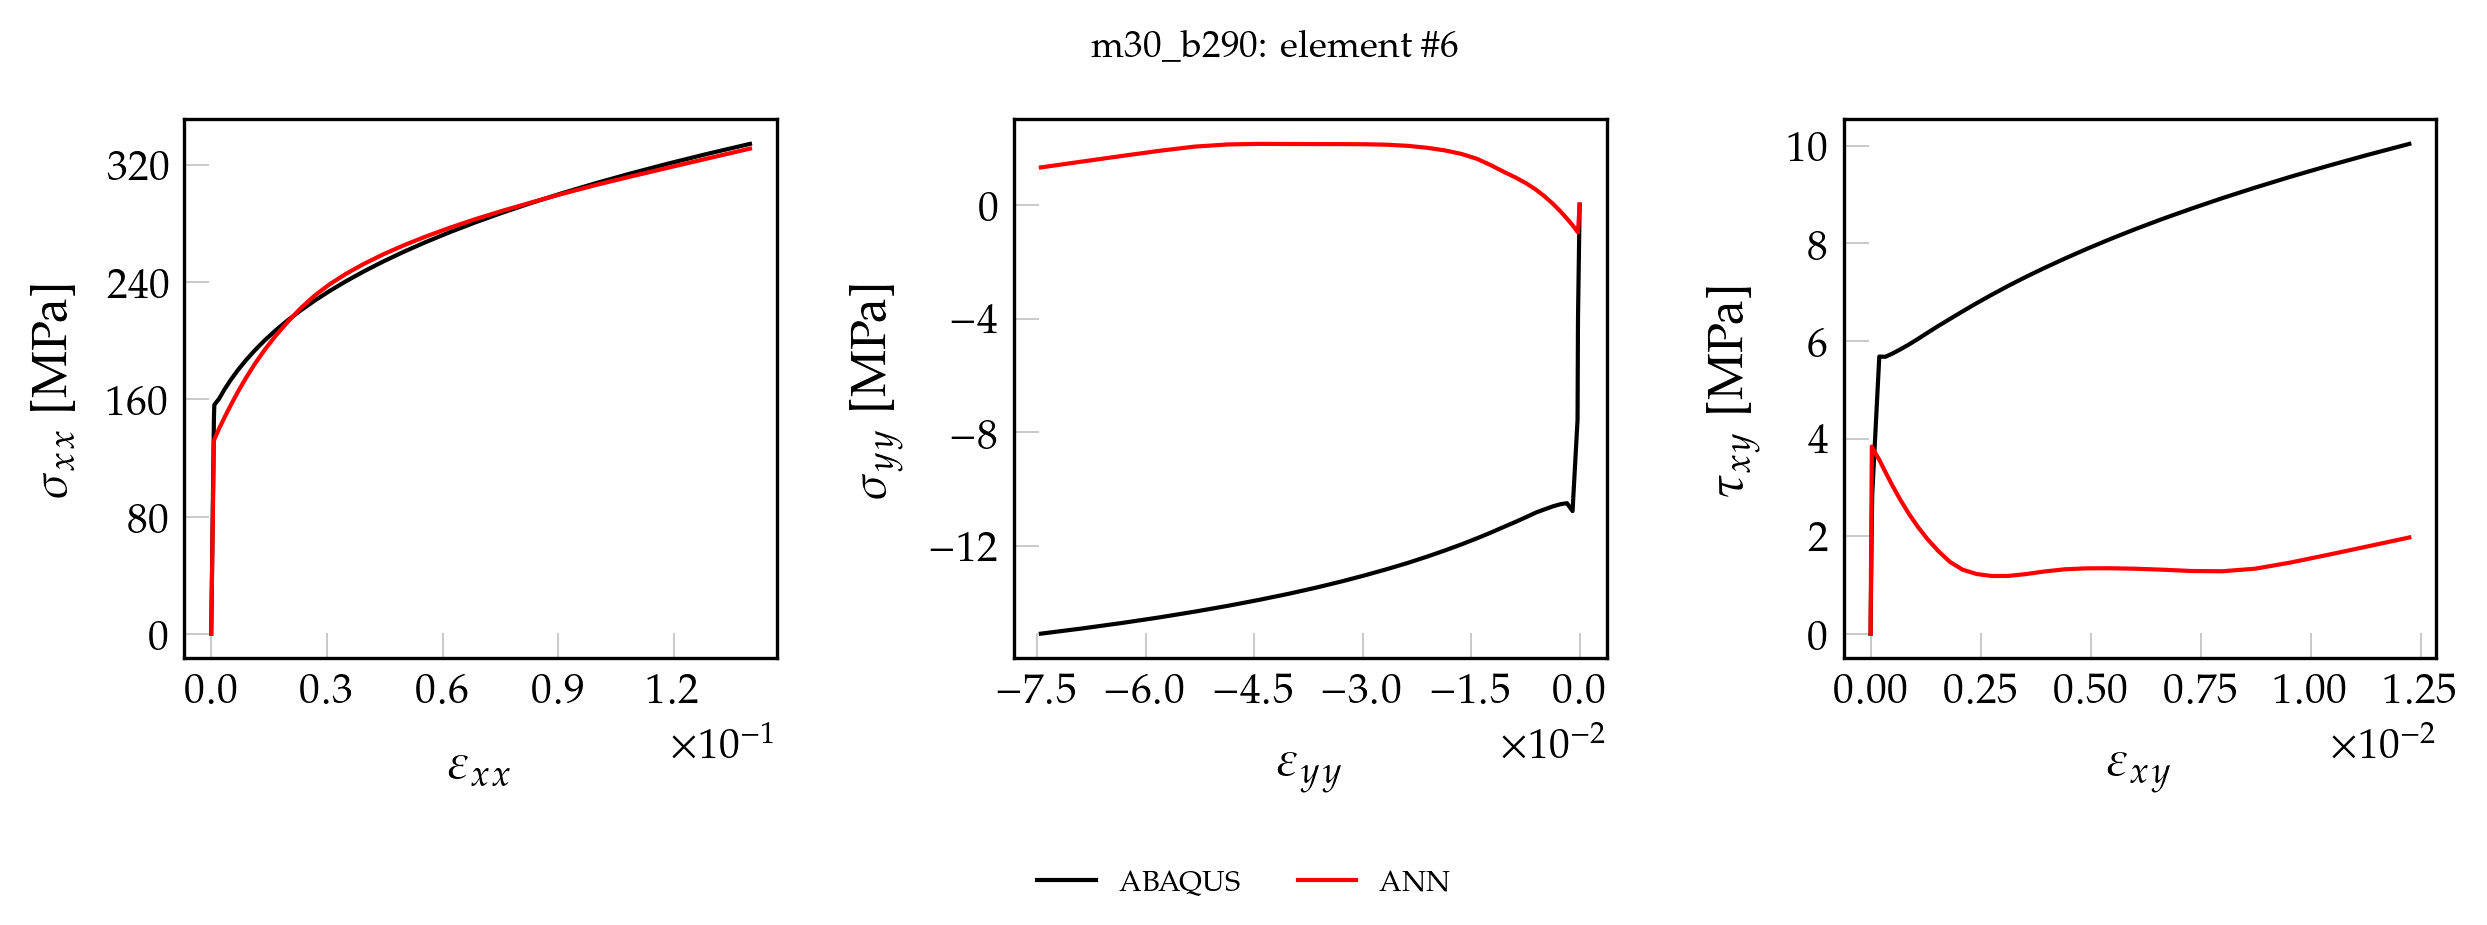 m30_b290: element #6
σxx [MPa]
320
240
160
80
0
0.0 0.3 0.6 0.9 1.2
×10−1
εxx
σyy [MPa]
0
−4
−8
−12
−7.5 −6.0 −4.5 −3.0 −1.5 0.0
×10−2
εyy
τxy [MPa]
10
8
6
4
2
0
0.00 0.25 0.50 0.75 1.00 1.25
×10−2
εxy
ABAQUS ANN